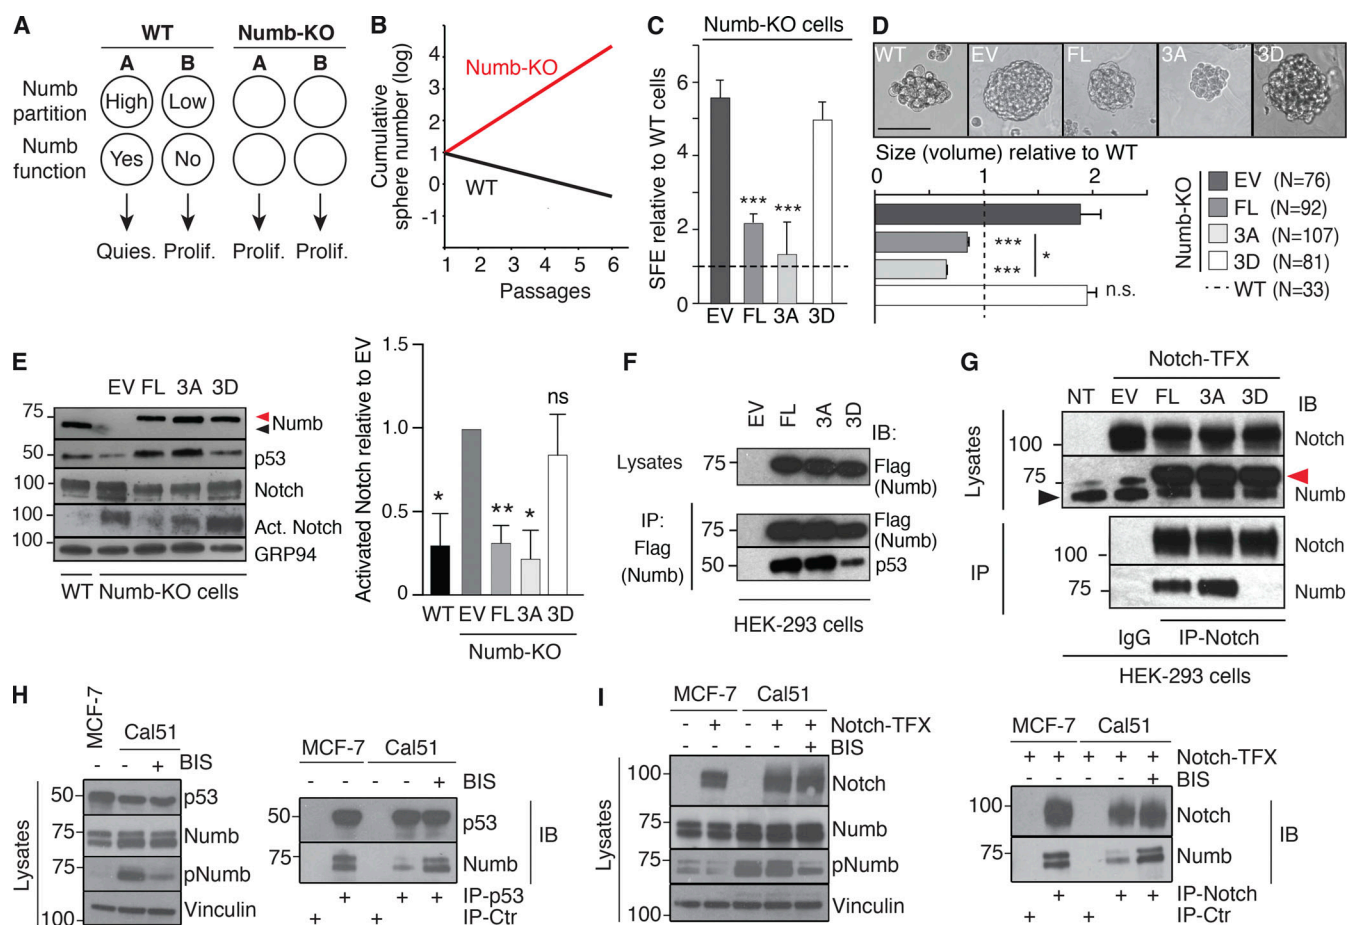 A
WT
Numb-KO
A B A B
Numb partition
High Low
Numb function
Yes No
Quies. Prolif. Prolif. Prolif.
B
Cumulative sphere number (log)
5
4
3
2
1
0
-1
Numb-KO
WT
1 2 3 4 5 6
Passages
C
Numb-KO cells
SFE relative to WT cells
6
4
2
0
*** ***
EV FL 3A 3D
D
WT EV FL 3A 3D
Size (volume) relative to WT
0 1 2
***
***
*
n.s.
Numb-KO
EV (N=76)
FL (N=92)
3A (N=107)
3D (N=81)
WT (N=33)
E
EV FL 3A 3D
75 Numb
50 p53
100 Notch
100 Act. Notch
100 GRP94
WT Numb-KO cells
Activated Notch relative to EV
1.5
1.0
0.5
0
* ** * ns
WT EV FL 3A 3D
Numb-KO
F
EV FL 3A 3D
IB:
Lysates 75 Flag (Numb)
IP: Flag (Numb)
75 Flag (Numb)
50 p53
HEK-293 cells
G
Notch-TFX
NT EV FL 3A 3D IB
Lysates
100 Notch
75 Numb
IP
100 Notch
75 Numb
IgG IP-Notch
HEK-293 cells
H
MCF-7
Cal51
- - + BIS
Lysates
50 p53
75 Numb
75 pNumb
100 Vinculin
MCF-7 Cal51
- - - - + BIS
50 p53
75 Numb
IB
+ + + IP-p53
+ + IP-Ctr
I
MCF-7 Cal51
- + - + + Notch-TFX
- - - - + BIS
Lysates
100 Notch
75 Numb
75 pNumb
100 Vinculin
MCF-7 Cal51
+ + + + + Notch-TFX
- - - - + BIS
100 Notch
75 Numb
IB
+ + + IP-Notch
+ + IP-Ctr